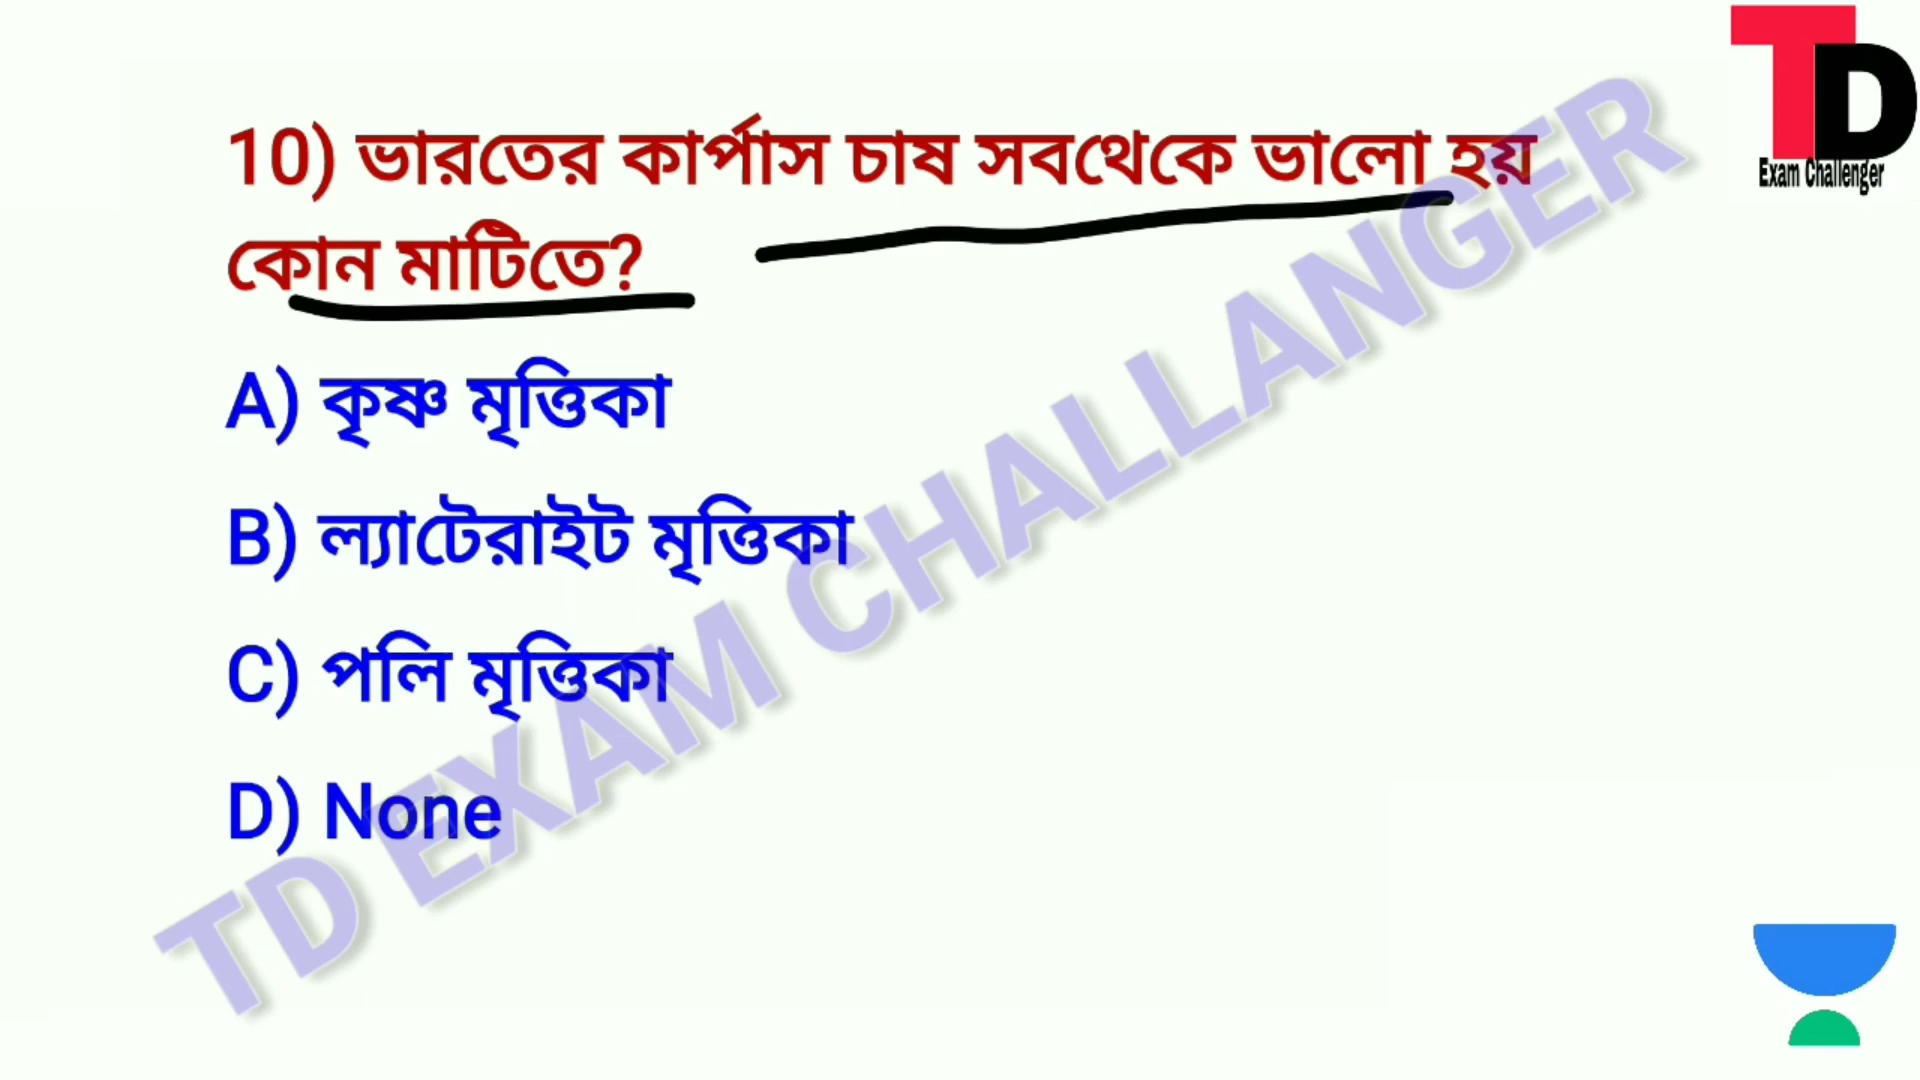 TD
Exam Challenger
10) ভারতের কার্পাস চাষ সবথেকে ভালো হয়
কোন মাটিতে?
A) কৃষ্ণ মৃত্তিকা
B) ল্যাটেরাইট মৃত্তিকা
C) পলি মৃত্তিকা
D) None
TD EXAM CHALLANGER